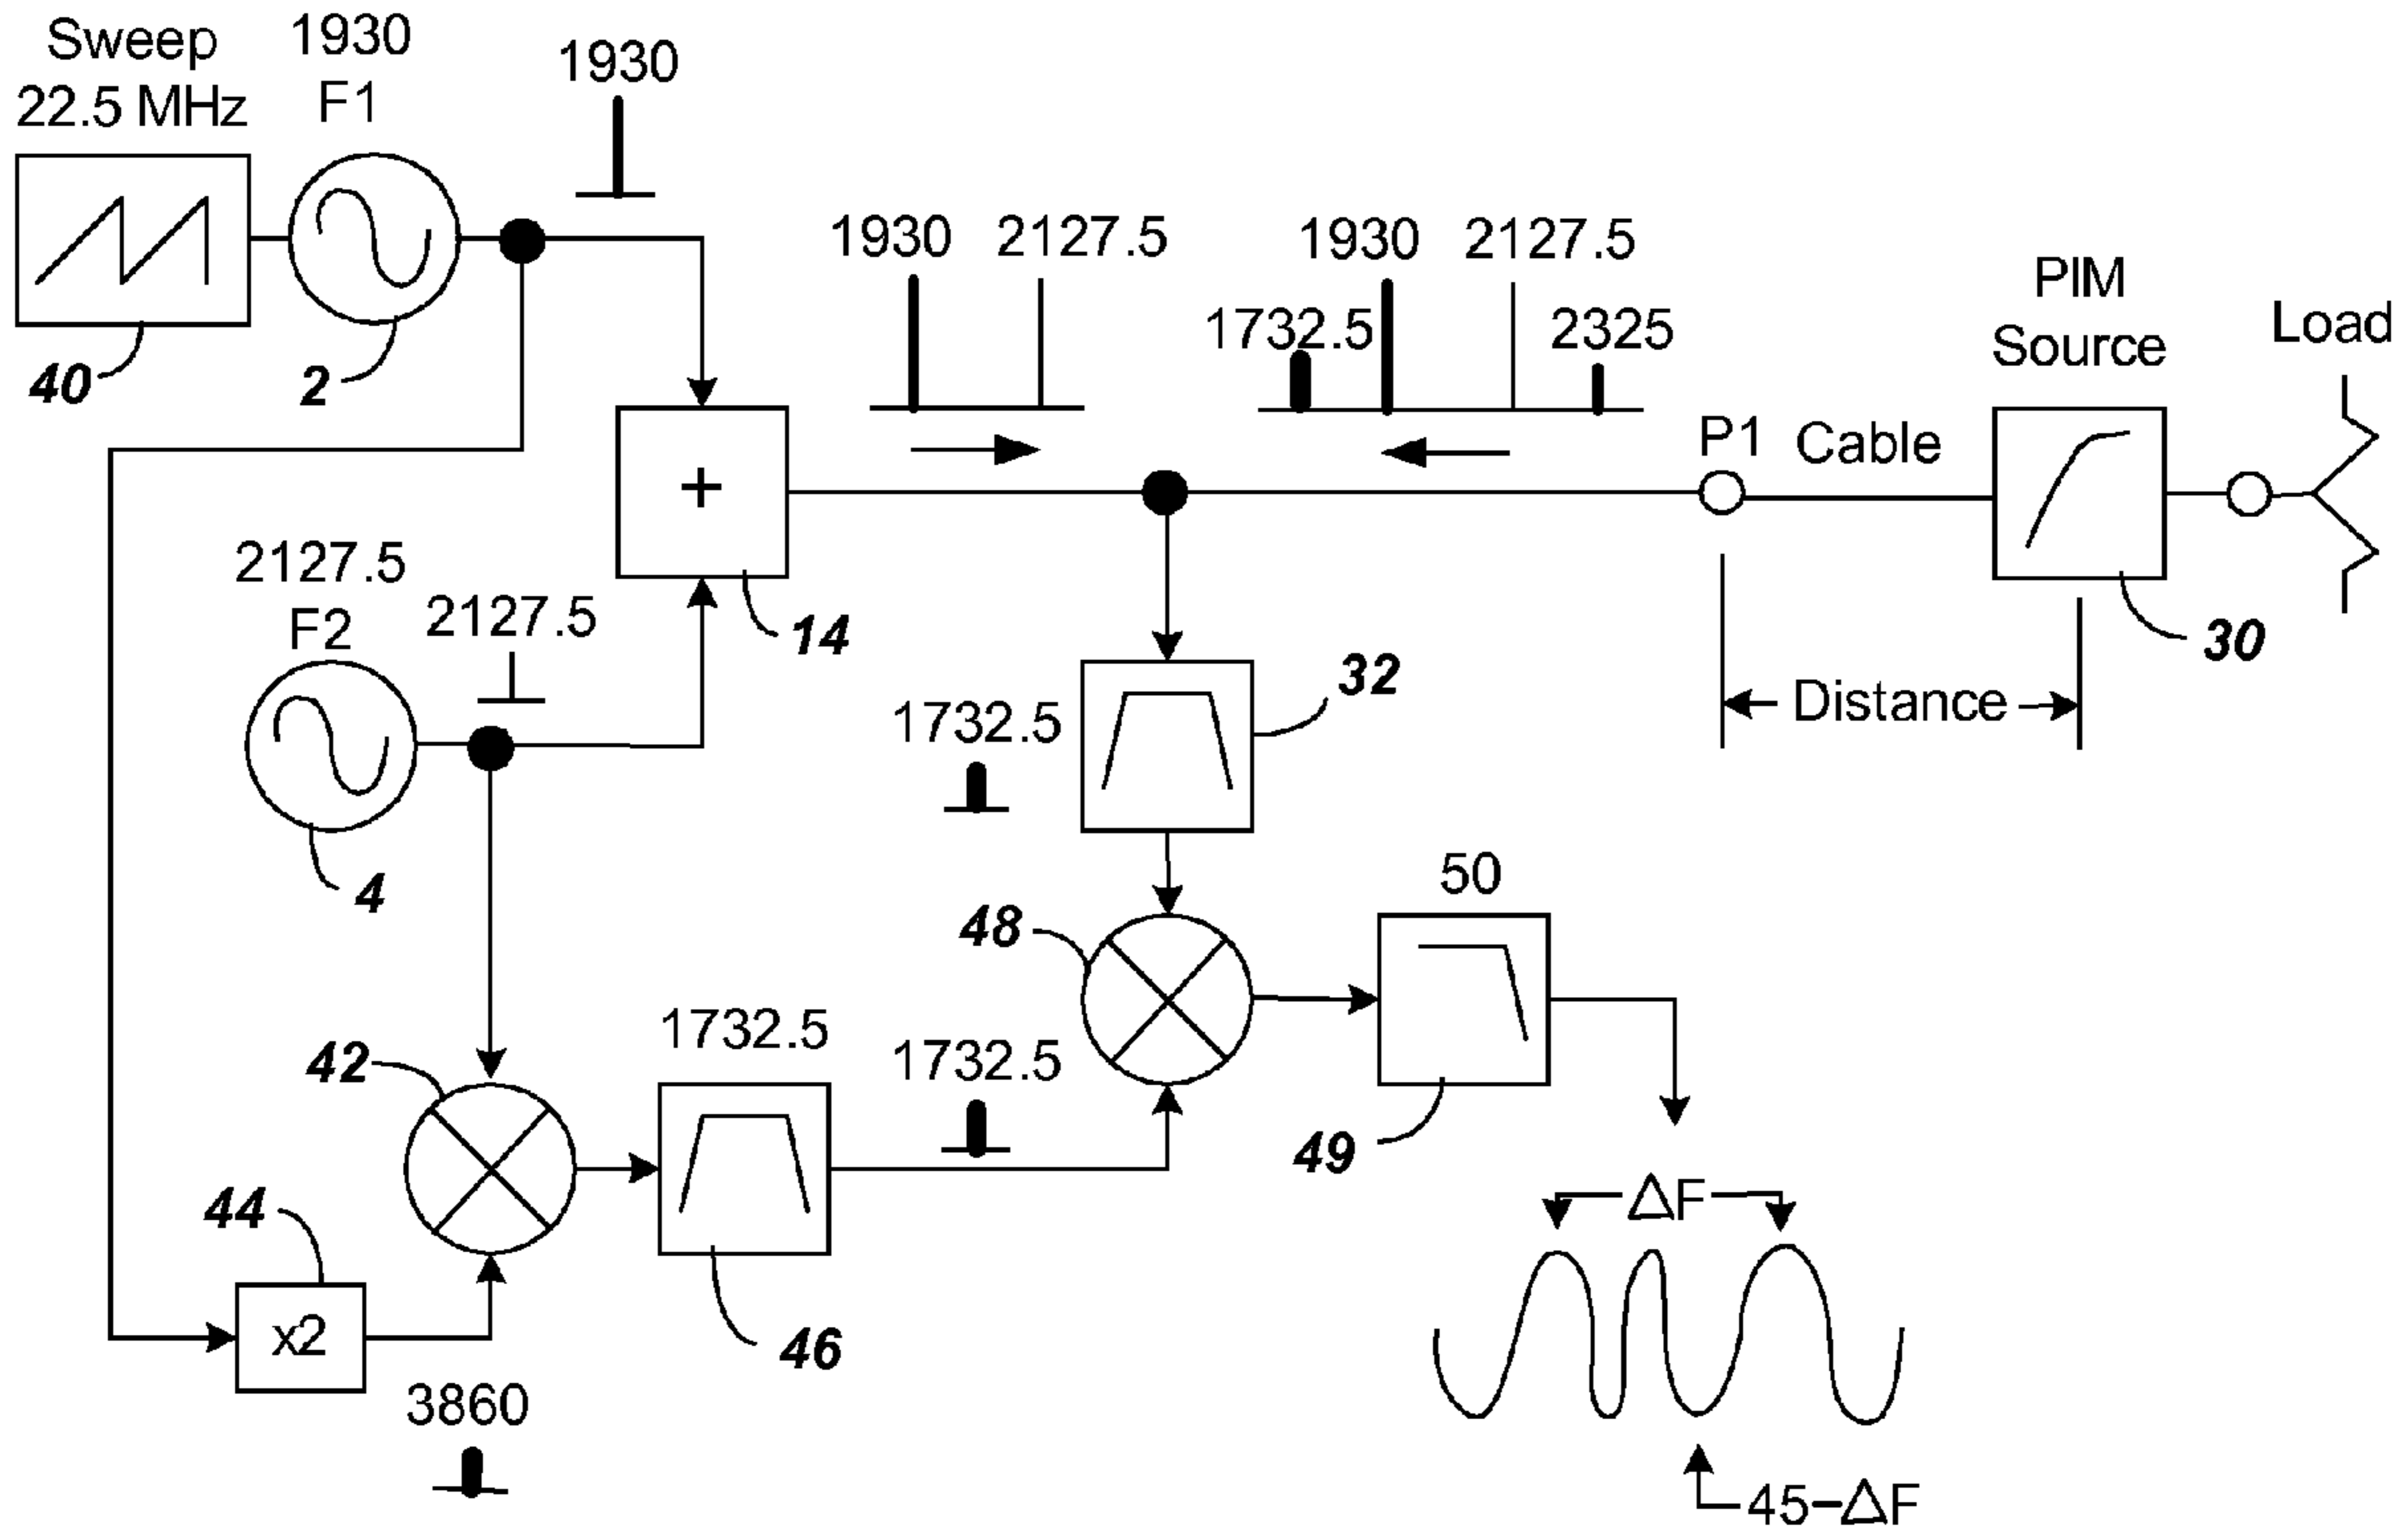 Sweep
22.5 MHz
1930
F1
1930
40
2
1930
2127.5
1930
2127.5
1732.5
2325
PIM
Source
Load
P1
Cable
+
14
30
2127.5
F2
2127.5
4
32
1732.5
Distance
50
48
49
42
1732.5
1732.5
44
x2
46
3860
ΔF
45-ΔF